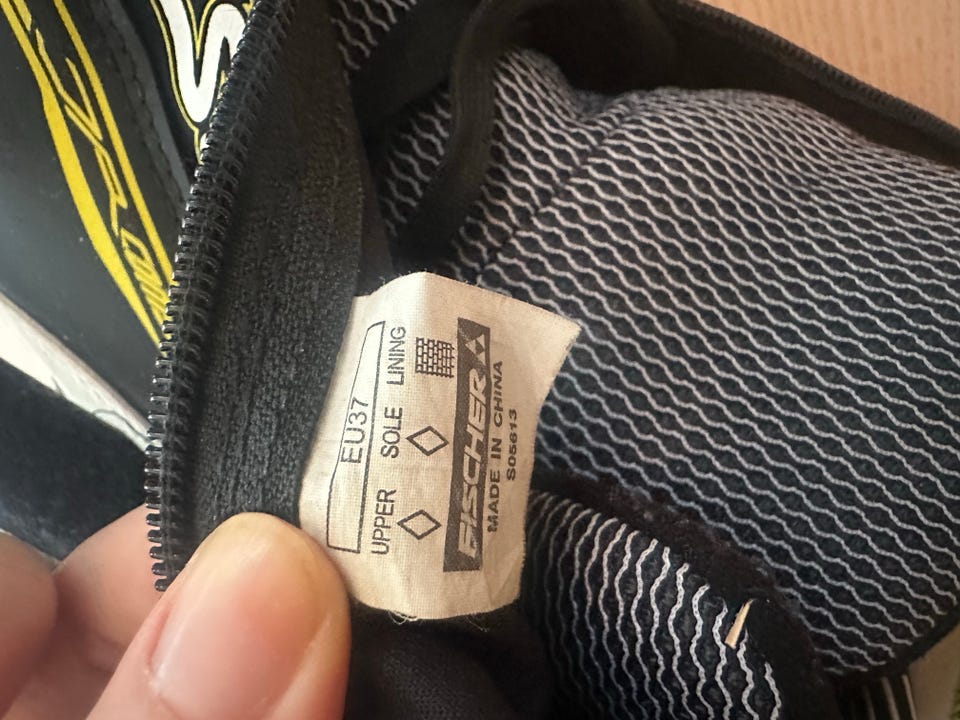 EU37
UPPER SOLE LINING
FISCHER
MADE IN CHINA
S05613